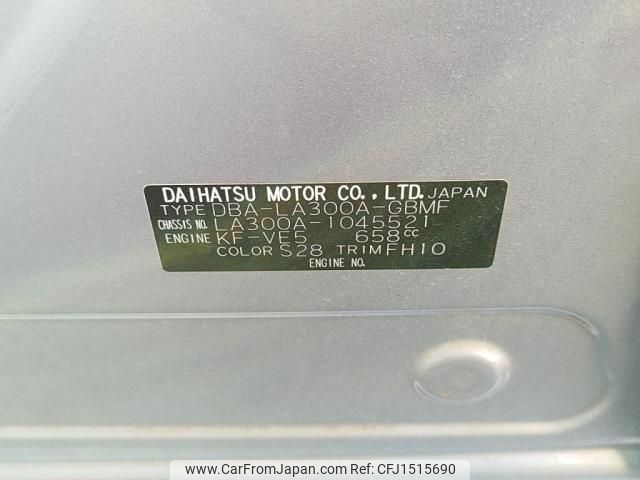 DAIHATSU MOTOR CO., LTD. JAPAN
TYPE DBA-LA300A-GBMF
CHASSIS NO. LA300A-1045521
ENGINE KF-VE5 658cc
COLOR S28 TRIM FH10
ENGINE NO.
©CarFromJapan www.carfromjapan.com CFJ1515690